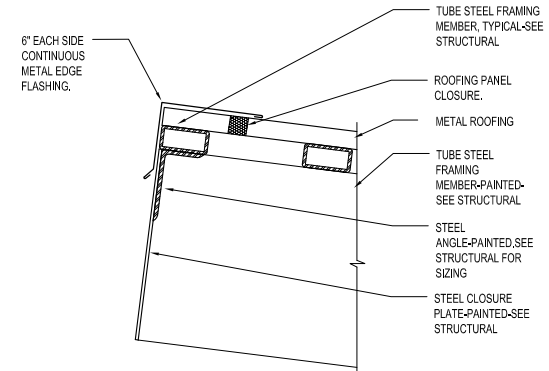 6" EACH SIDE
CONTINUOUS
METAL EDGE
FLASHING.
TUBE STEEL FRAMING
MEMBER, TYPICAL-SEE
STRUCTURAL
ROOFING PANEL
CLOSURE.
METAL ROOFING
TUBE STEEL
FRAMING
MEMBER-PAINTED-
SEE STRUCTURAL
STEEL
ANGLE-PAINTED,SEE
STRUCTURAL FOR
SIZING
STEEL CLOSURE
PLATE-PAINTED-SEE
STRUCTURAL